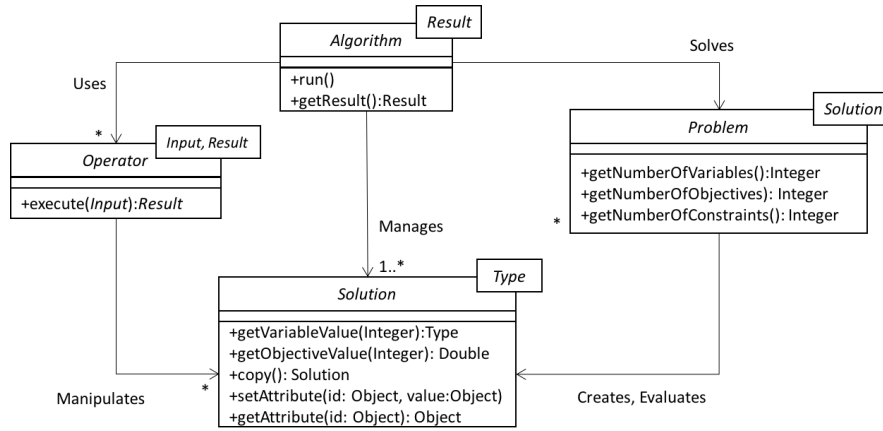 Result
Algorithm
+run()
+getResult():Result
Solves
Uses
*
Input, Result
Operator
+execute(Input):Result
Solution
Problem
+getNumberOfVariables():Integer
+getNumberOfObjectives): Integer
+getNumberOfConstraints(): Integer
*
Manages
1..*
Type
Solution
+getVariableValue(Integer):Type
+getObjectiveValue(Integer): Double
+copy(): Solution
+setAttribute(id: Object, value:Object)
+getAttribute(id: Object): Object
Manipulates
*
Creates, Evaluates